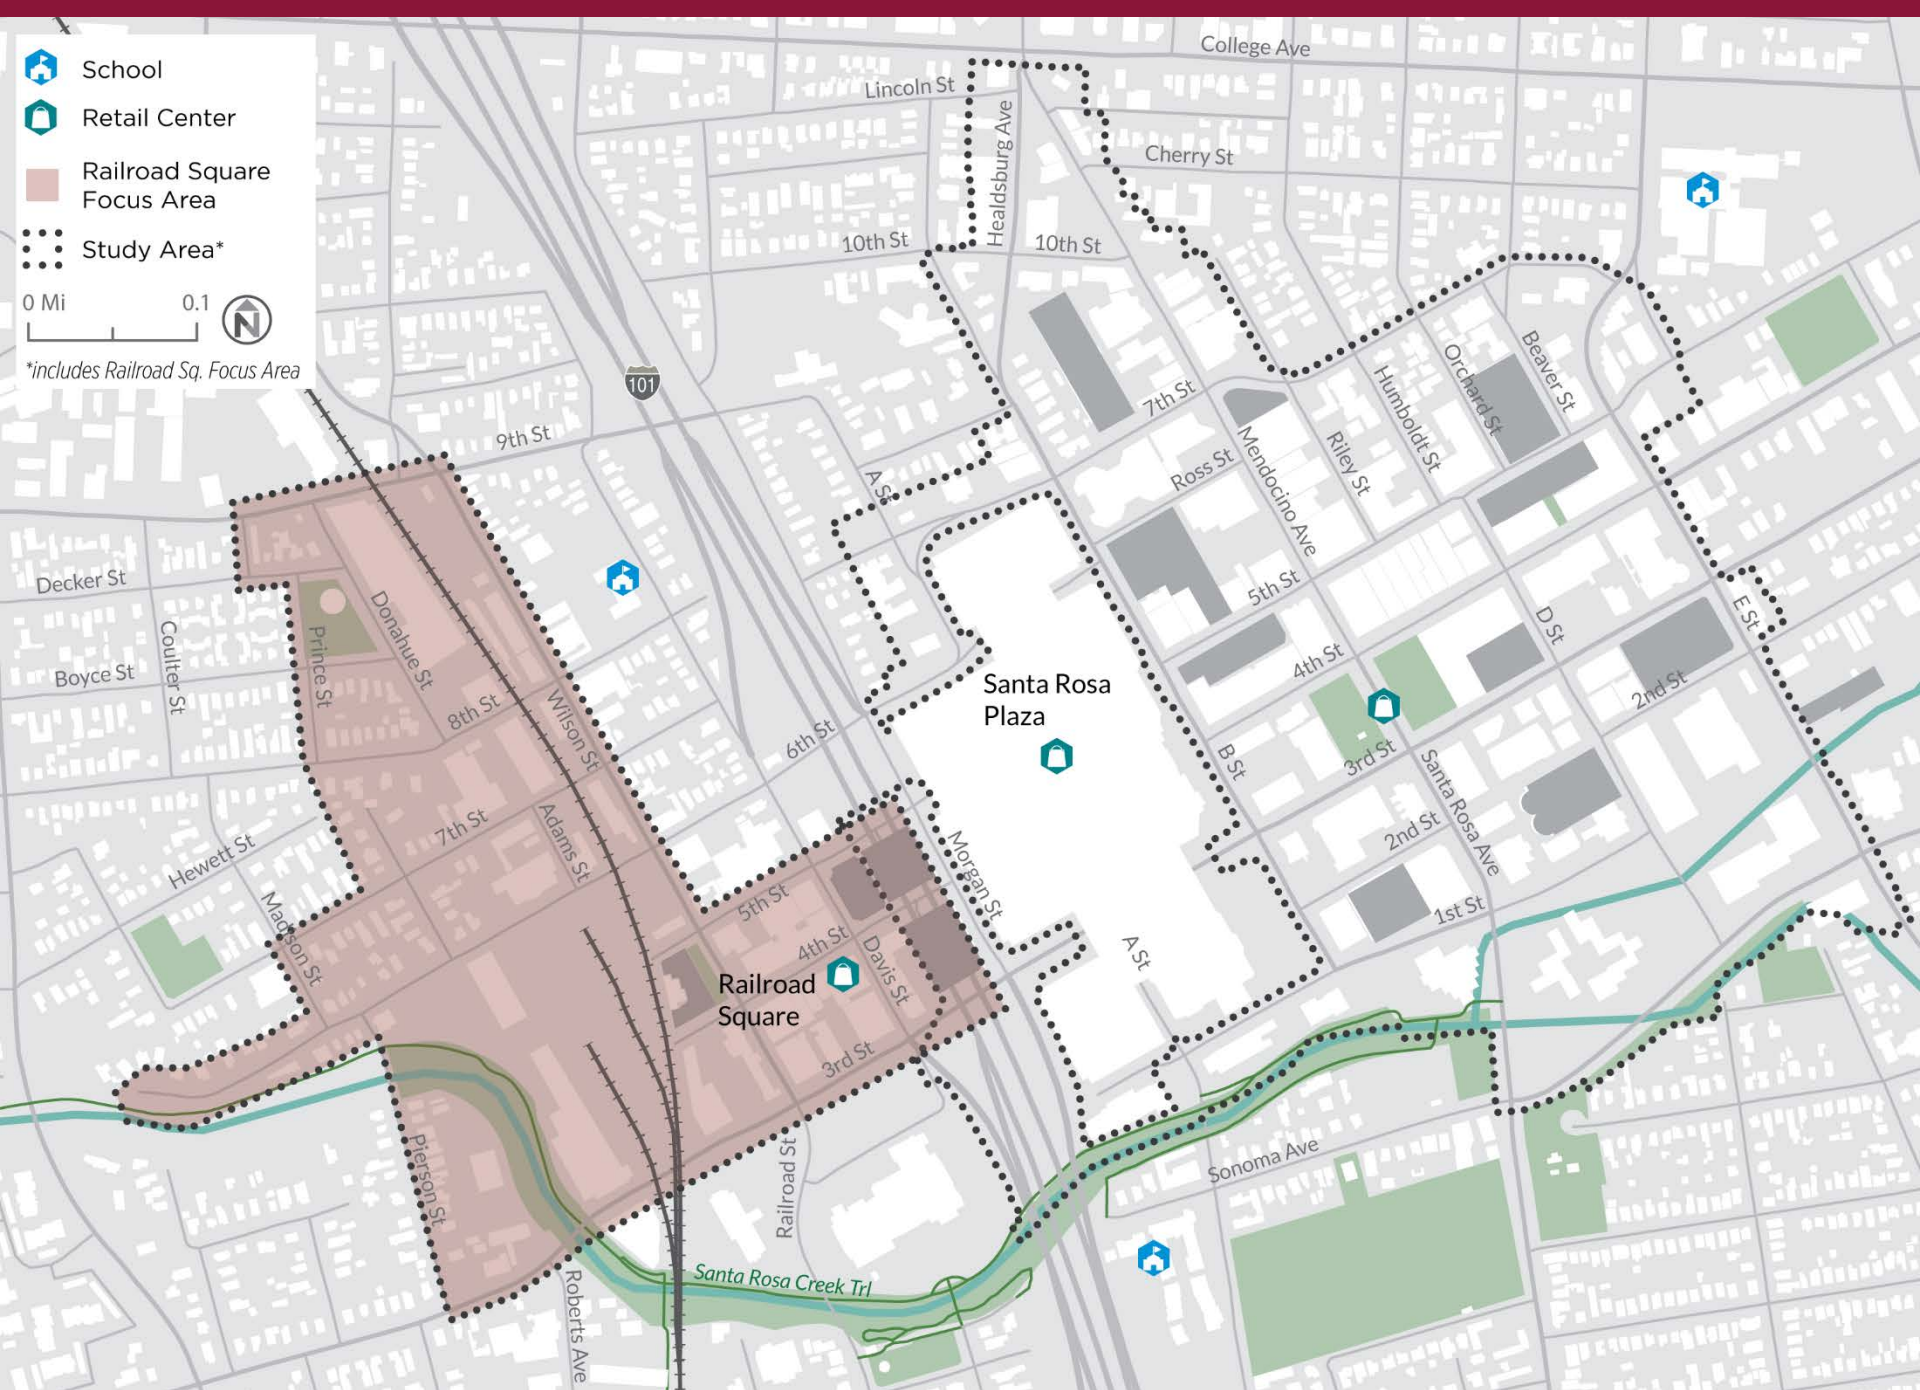 School
Retail Center
Railroad Square
Focus Area
Study Area*
0 Mi
0.1
N
*includes Railroad Sq. Focus Area
College Ave
Lincoln St
Healdsburg Ave
Cherry St
10th St
10th St
101
9th St
7th St
Ross St
Mendocino Ave
Riley St
Humboldt St
Orchard St
Beaver St
A St
Decker St
Coulter St
Boyce St
Prince St
Donahue St
8th St
Wilson St
6th St
5th St
4th St
D St
E St
2nd St
Santa Rosa
Plaza
B St
3rd St
Santa Rosa Ave
2nd St
1st St
7th St
Adams St
Hewett St
Madison St
Morgan St
5th St
4th St
Davis St
A St
Railroad
Square
3rd St
Pierson St
Railroad St
Sonoma Ave
Santa Rosa Creek Trl
Roberts Ave